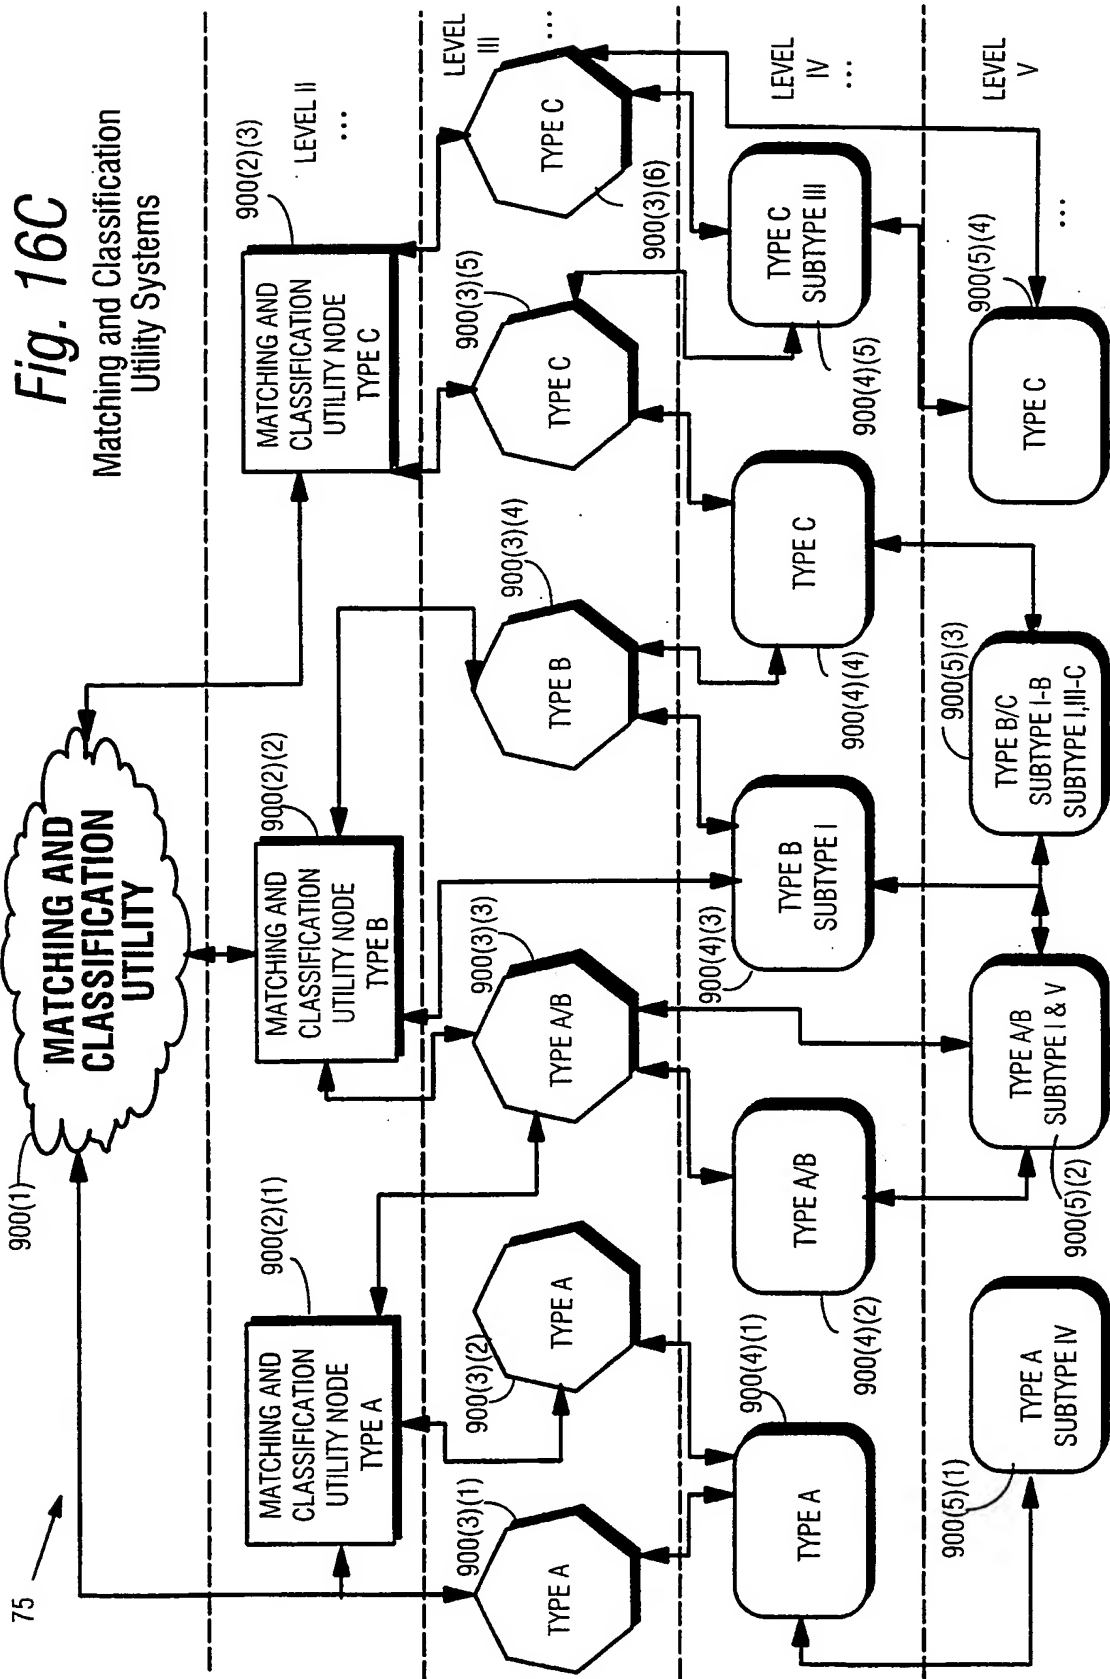 Fig. 16C
Matching and Classification
Utility Systems
75
900(1)
MATCHING AND
CLASSIFICATION
UTILITY
LEVEL II
...
900(2)(1)
MATCHING AND
CLASSIFICATION
UTILITY NODE
TYPE A
900(2)(2)
MATCHING AND
CLASSIFICATION
UTILITY NODE
TYPE B
900(2)(3)
MATCHING AND
CLASSIFICATION
UTILITY NODE
TYPE C
LEVEL
III
...
900(3)(1)
TYPE A
900(3)(2)
TYPE A
900(3)(3)
TYPE A/B
900(3)(4)
TYPE B
900(3)(5)
TYPE C
900(3)(6)
TYPE C
LEVEL
IV
...
900(4)(1)
TYPE A
900(4)(2)
TYPE A/B
900(4)(3)
TYPE B
SUBTYPE I
900(4)(4)
TYPE C
900(4)(5)
TYPE C
SUBTYPE III
LEVEL
V
...
900(5)(1)
TYPE A
SUBTYPE IV
900(5)(2)
TYPE A/B
SUBTYPE I & V
900(5)(3)
TYPE B/C
SUBTYPE I-B
SUBTYPE I,III-C
900(5)(4)
TYPE C